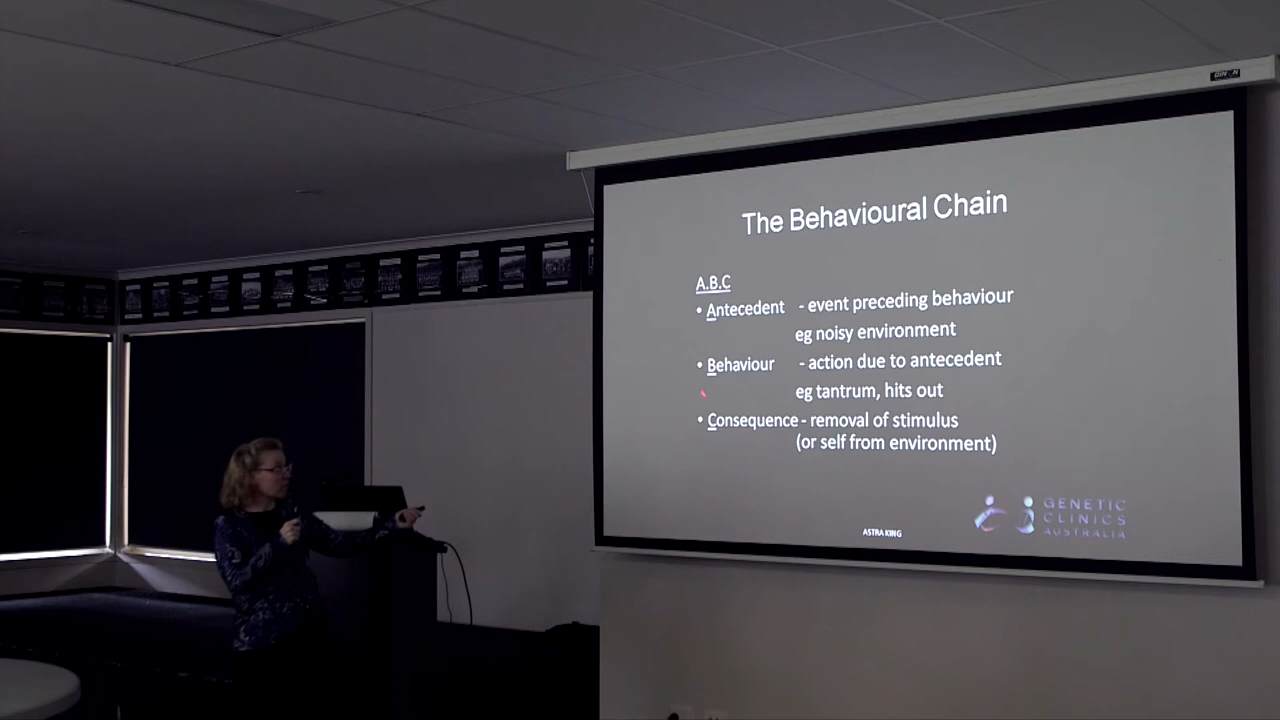 The Behavioural Chain
A.B.C
• Antecedent - event preceding behaviour
eg noisy environment
• Behaviour - action due to antecedent
eg tantrum, hits out
• Consequence - removal of stimulus
(or self from environment)
ASTRA KING
GENETIC
CLINICS
AUSTRALIA